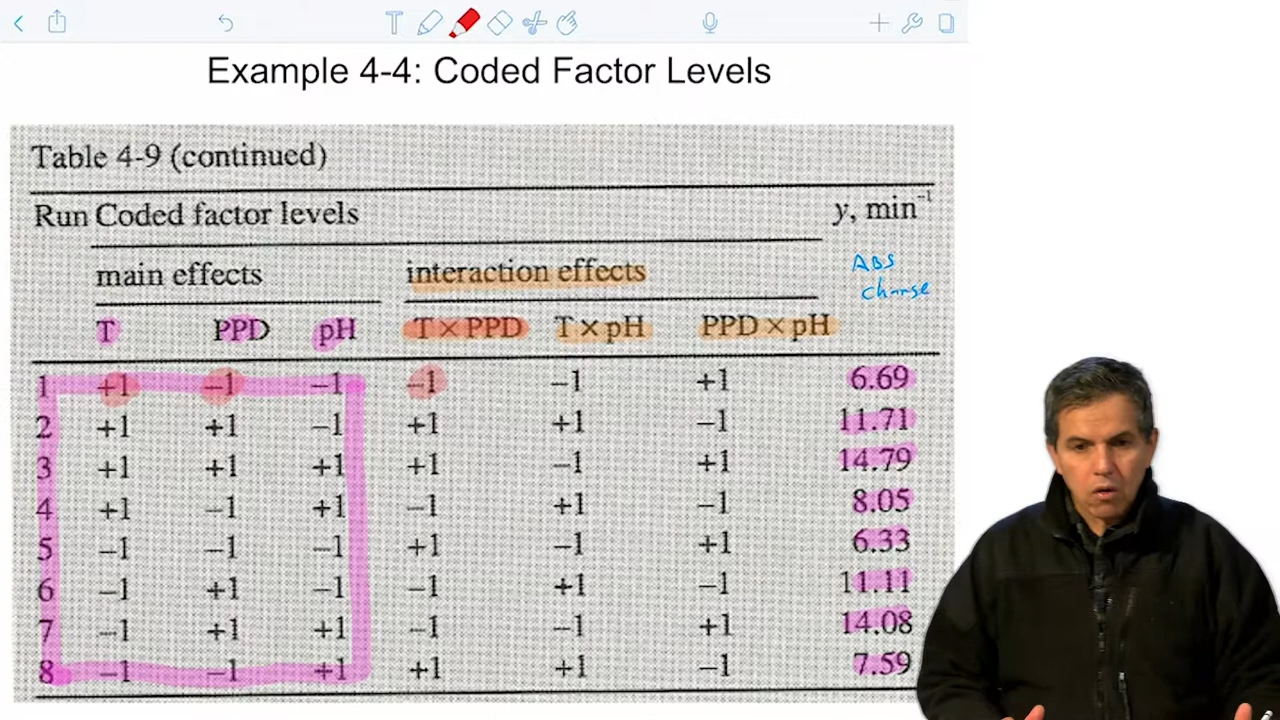 Example 4-4: Coded Factor Levels
Table 4-9 (continued)
Run Coded factor levels y, min⁻¹
ABS
change
main effects interaction effects
T PPD pH T × PPD T × pH PPD × pH
1 +1 –1 –1 –1 –1 +1 6.69
2 +1 +1 –1 +1 +1 –1 11.71
3 +1 +1 +1 +1 –1 +1 14.79
4 +1 –1 +1 –1 +1 –1 8.05
5 –1 –1 –1 +1 –1 +1 6.33
6 –1 +1 –1 –1 +1 –1 11.11
7 –1 +1 +1 –1 –1 +1 14.08
8 –1 –1 +1 +1 +1 –1 7.59